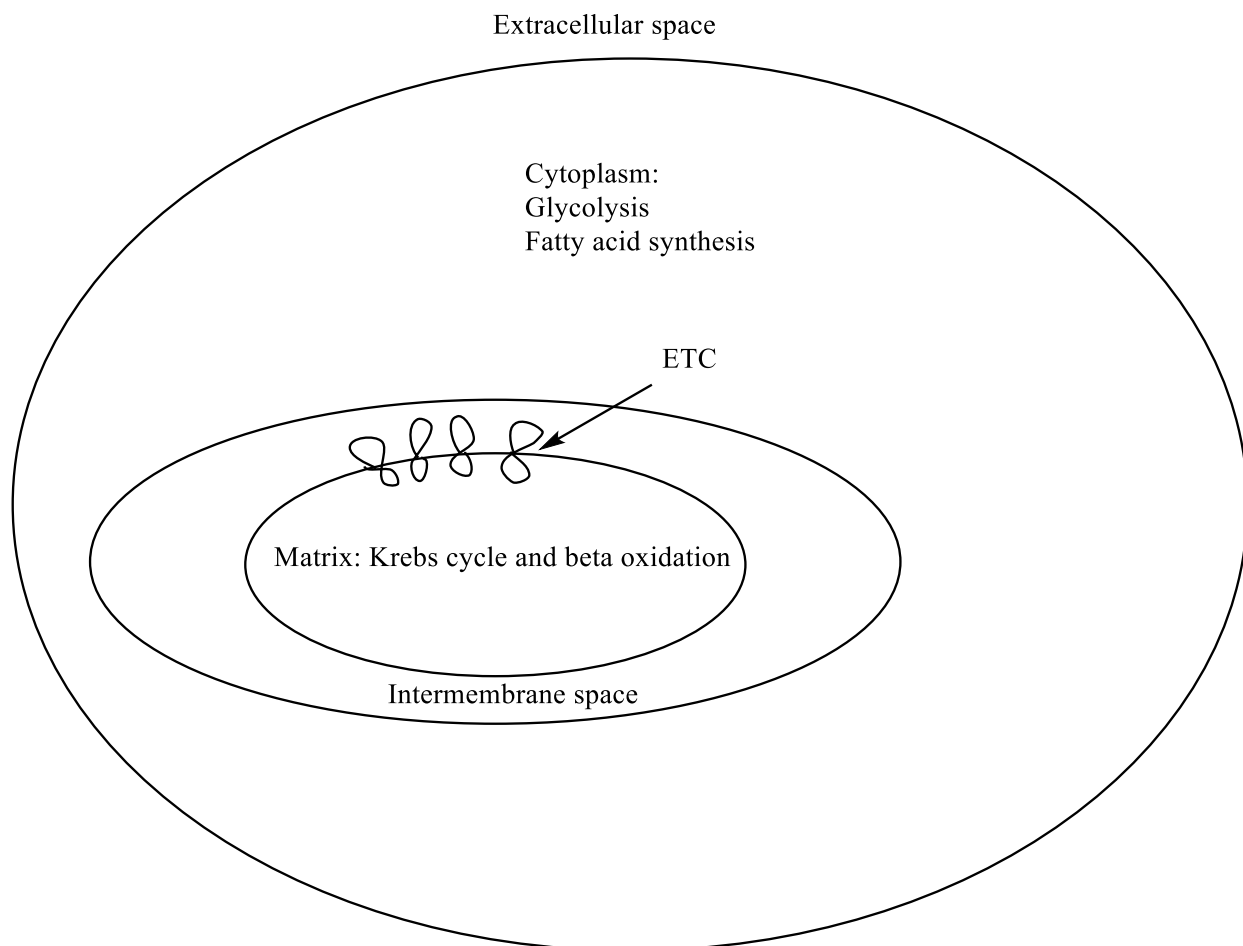 Extracellular space
Cytoplasm:
Glycolysis
Fatty acid synthesis
ETC
Matrix: Krebs cycle and beta oxidation
Intermembrane space